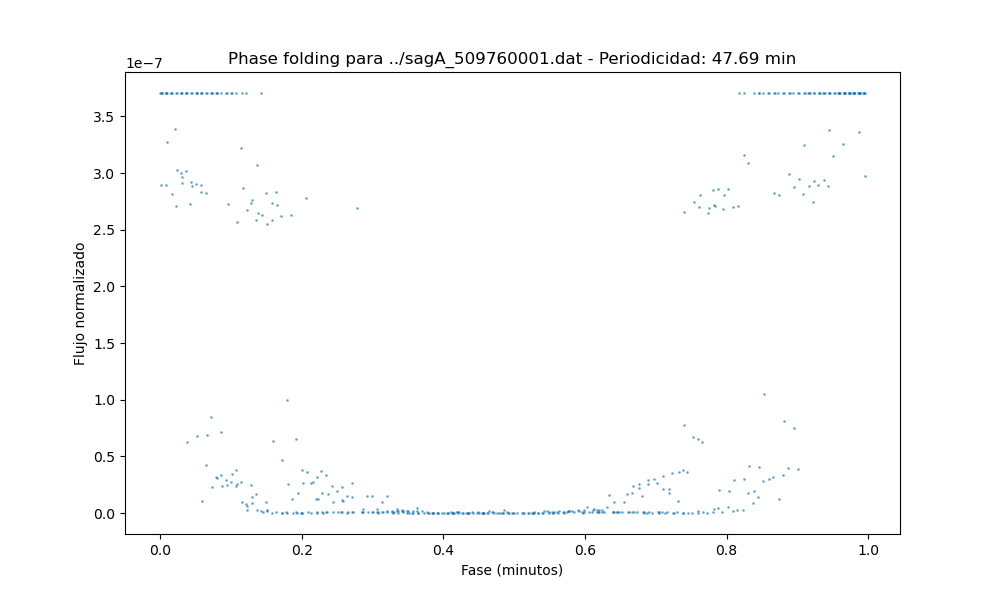 Phase folding para ../sagA_509760001.dat - Periodicidad: 47.69 min
1e−7
3.5
3.0
2.5
2.0
1.5
1.0
0.5
0.0
Flujo normalizado
0.0 0.2 0.4 0.6 0.8 1.0
Fase (minutos)